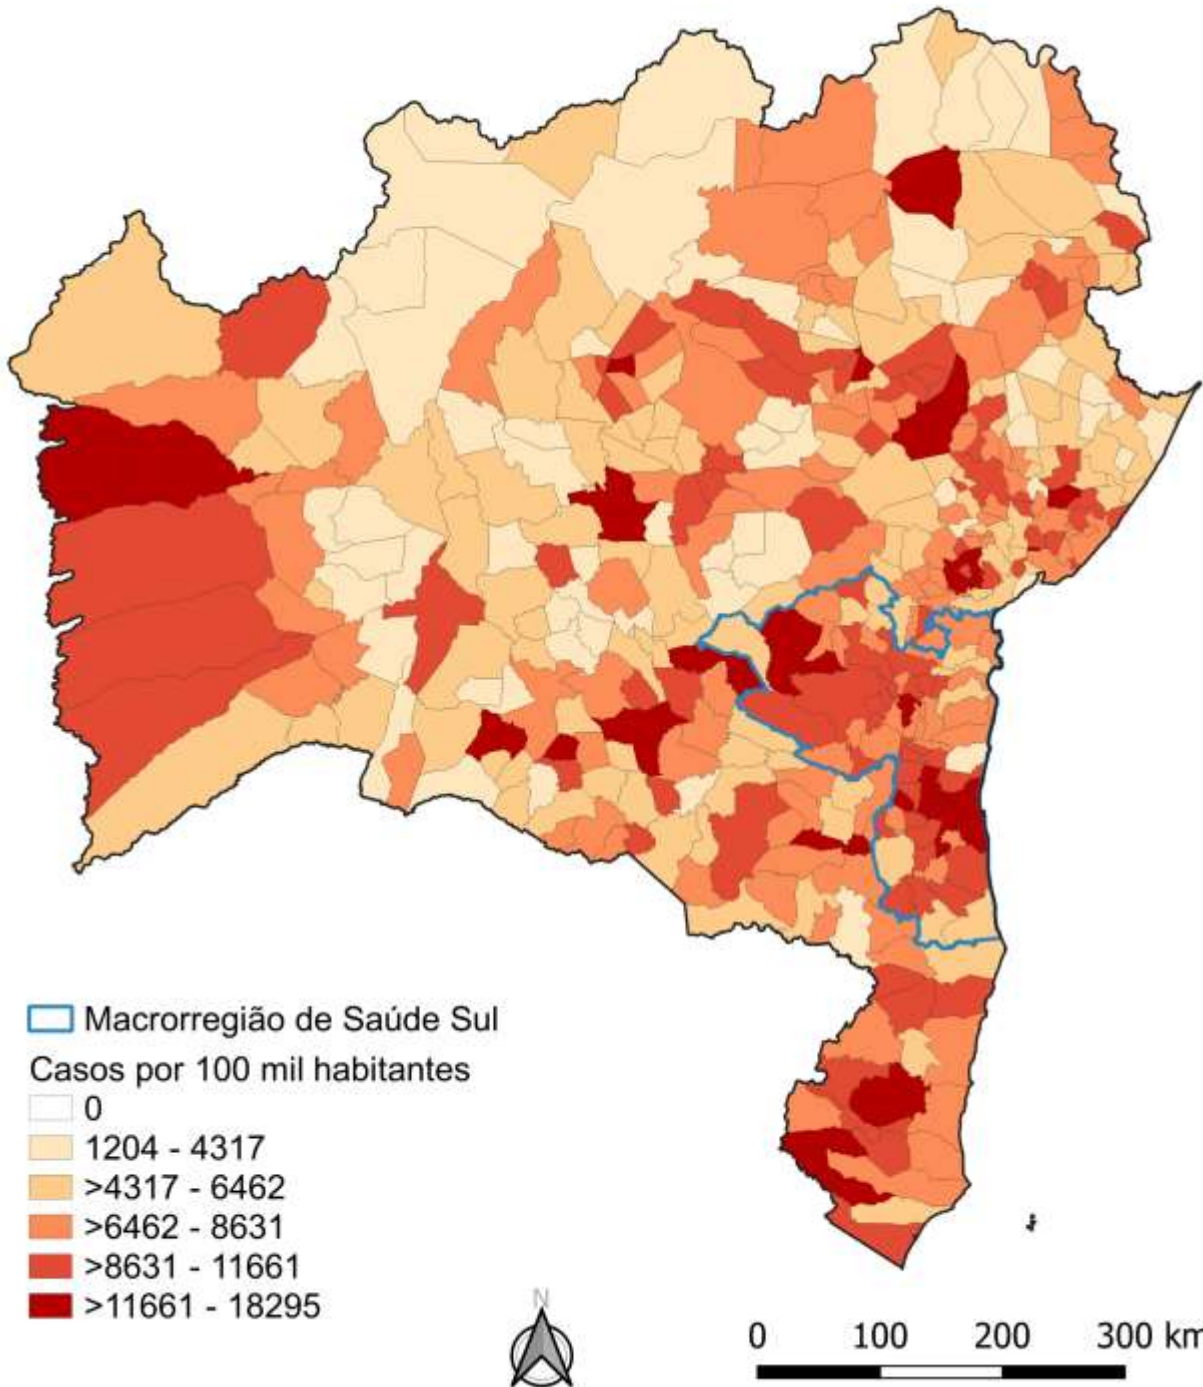 Macrorregião de Saúde Sul
Casos por 100 mil habitantes
0
1204 - 4317
>4317 - 6462
>6462 - 8631
>8631 - 11661
>11661 - 18295
N
0 100 200 300 km